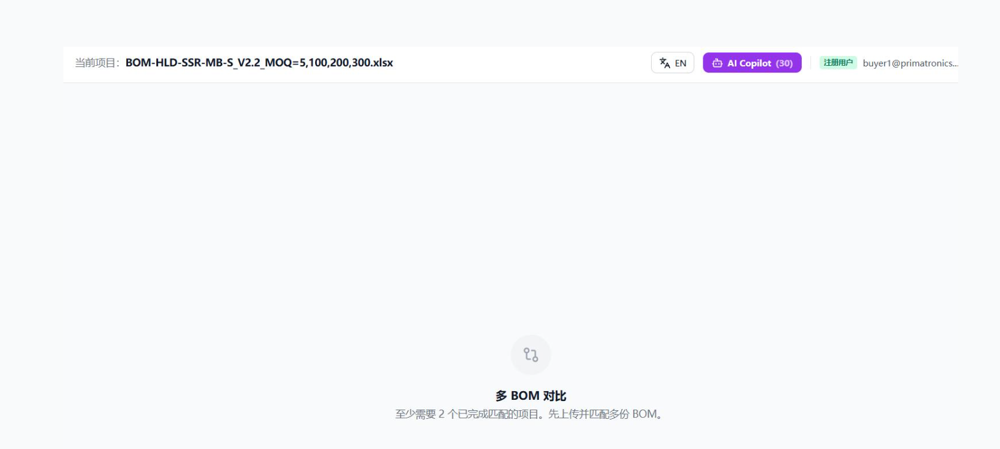 当前项目: BOM-HLD-SSR-MB-S_V2.2_MOQ=5,100,200,300.xlsx
EN
AI Copilot (30)
注册用户
buyer1@primatronics...
多 BOM 对比
至少需要 2 个已完成匹配的项目。先上传并匹配多份 BOM。